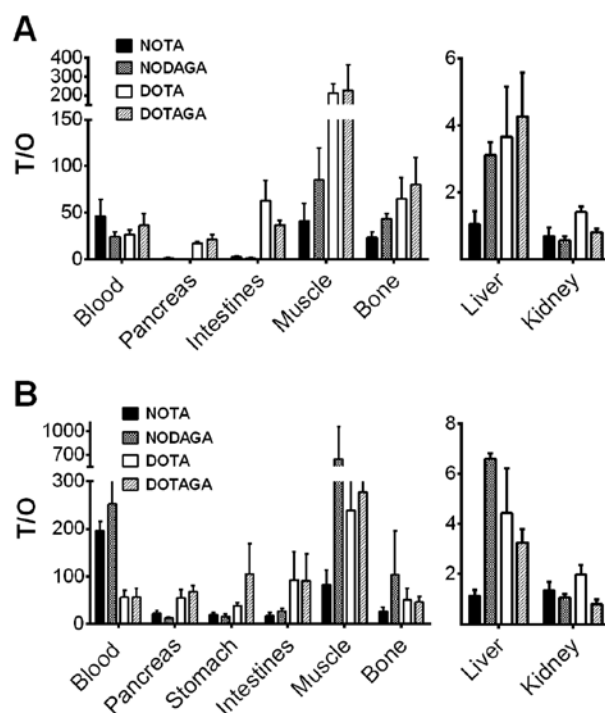 A
NOTA
NODAGA
DOTA
DOTAGA
T/O
400
300
200
150
100
50
0
Blood
Pancreas
Intestines
Muscle
Bone
6
4
2
Liver
Kidney
B
NOTA
NODAGA
DOTA
DOTAGA
T/O
1000
700
300
200
100
0
Blood
Pancreas
Stomach
Intestines
Muscle
Bone
8
6
4
2
Liver
Kidney